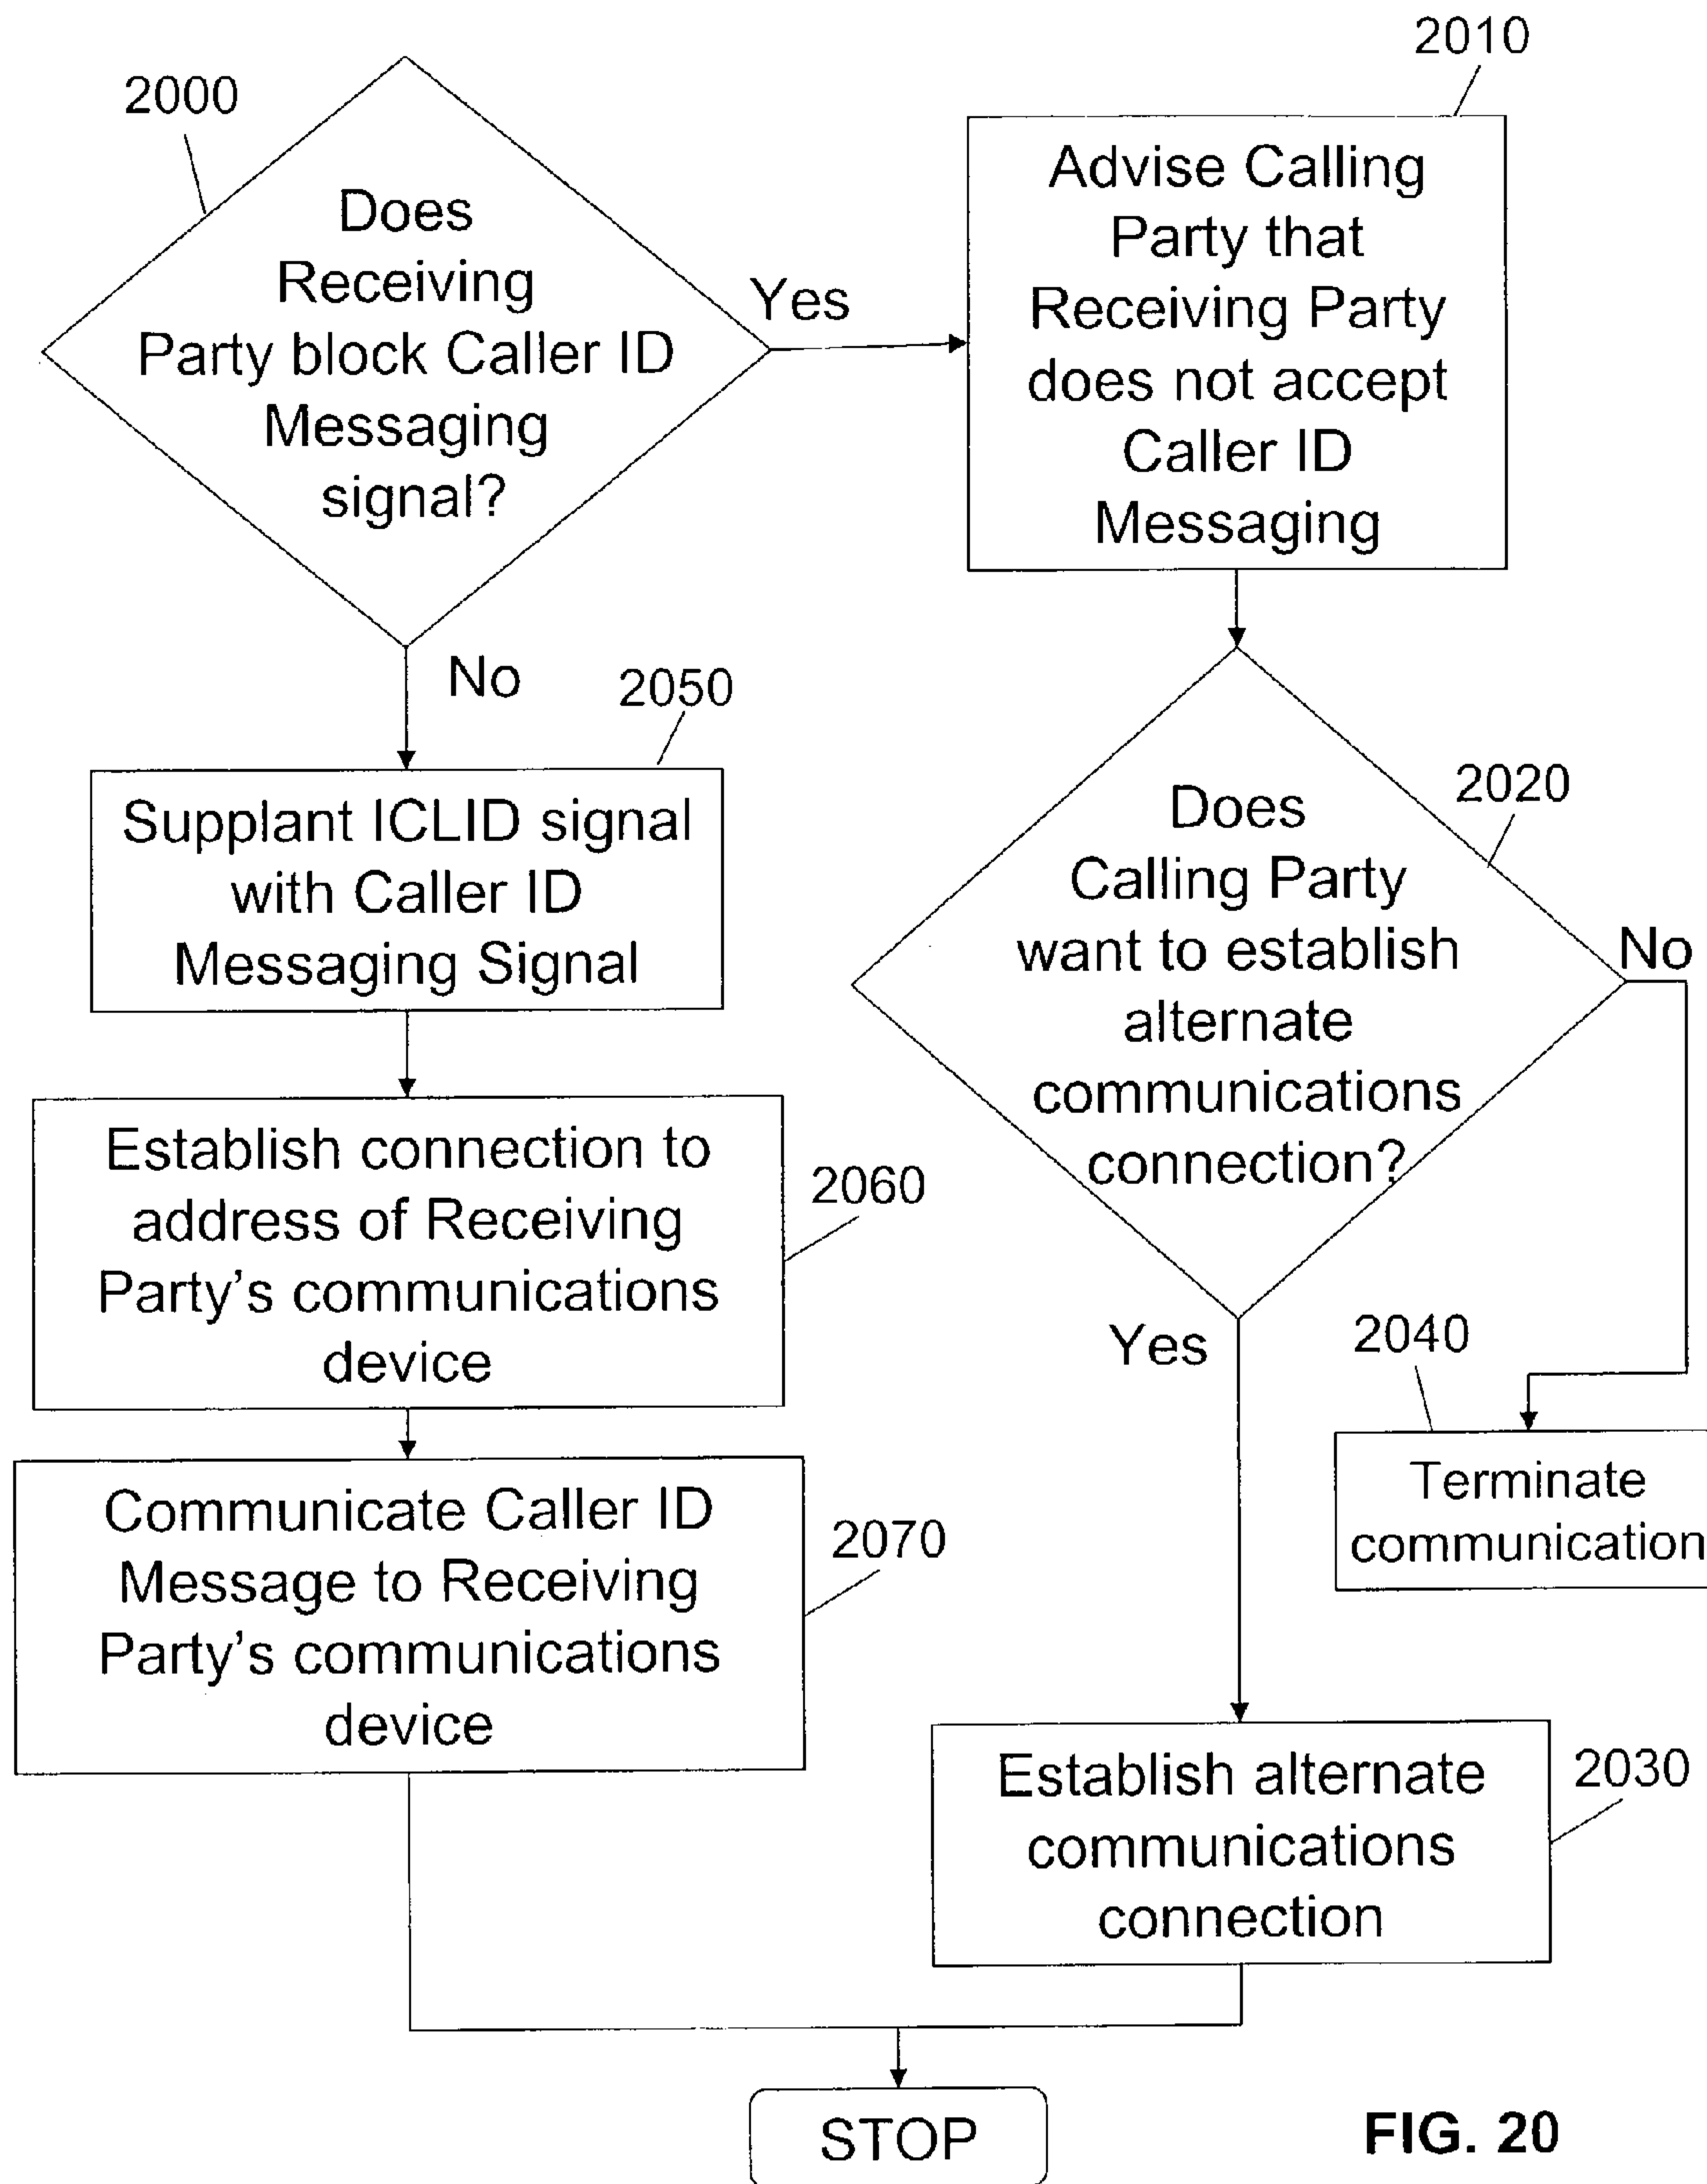 2000
Does
Receiving
Party block Caller ID
Messaging
signal?
Yes
No
2010
Advise Calling
Party that
Receiving Party
does not accept
Caller ID
Messaging
2020
Does
Calling Party
want to establish
alternate
communications
connection?
No
Yes
2040
Terminate
communication
2050
Supplant ICLID signal
with Caller ID
Messaging Signal
2060
Establish connection to
address of Receiving
Party's communications
device
2070
Communicate Caller ID
Message to Receiving
Party's communications
device
2030
Establish alternate
communications
connection
STOP
FIG. 20